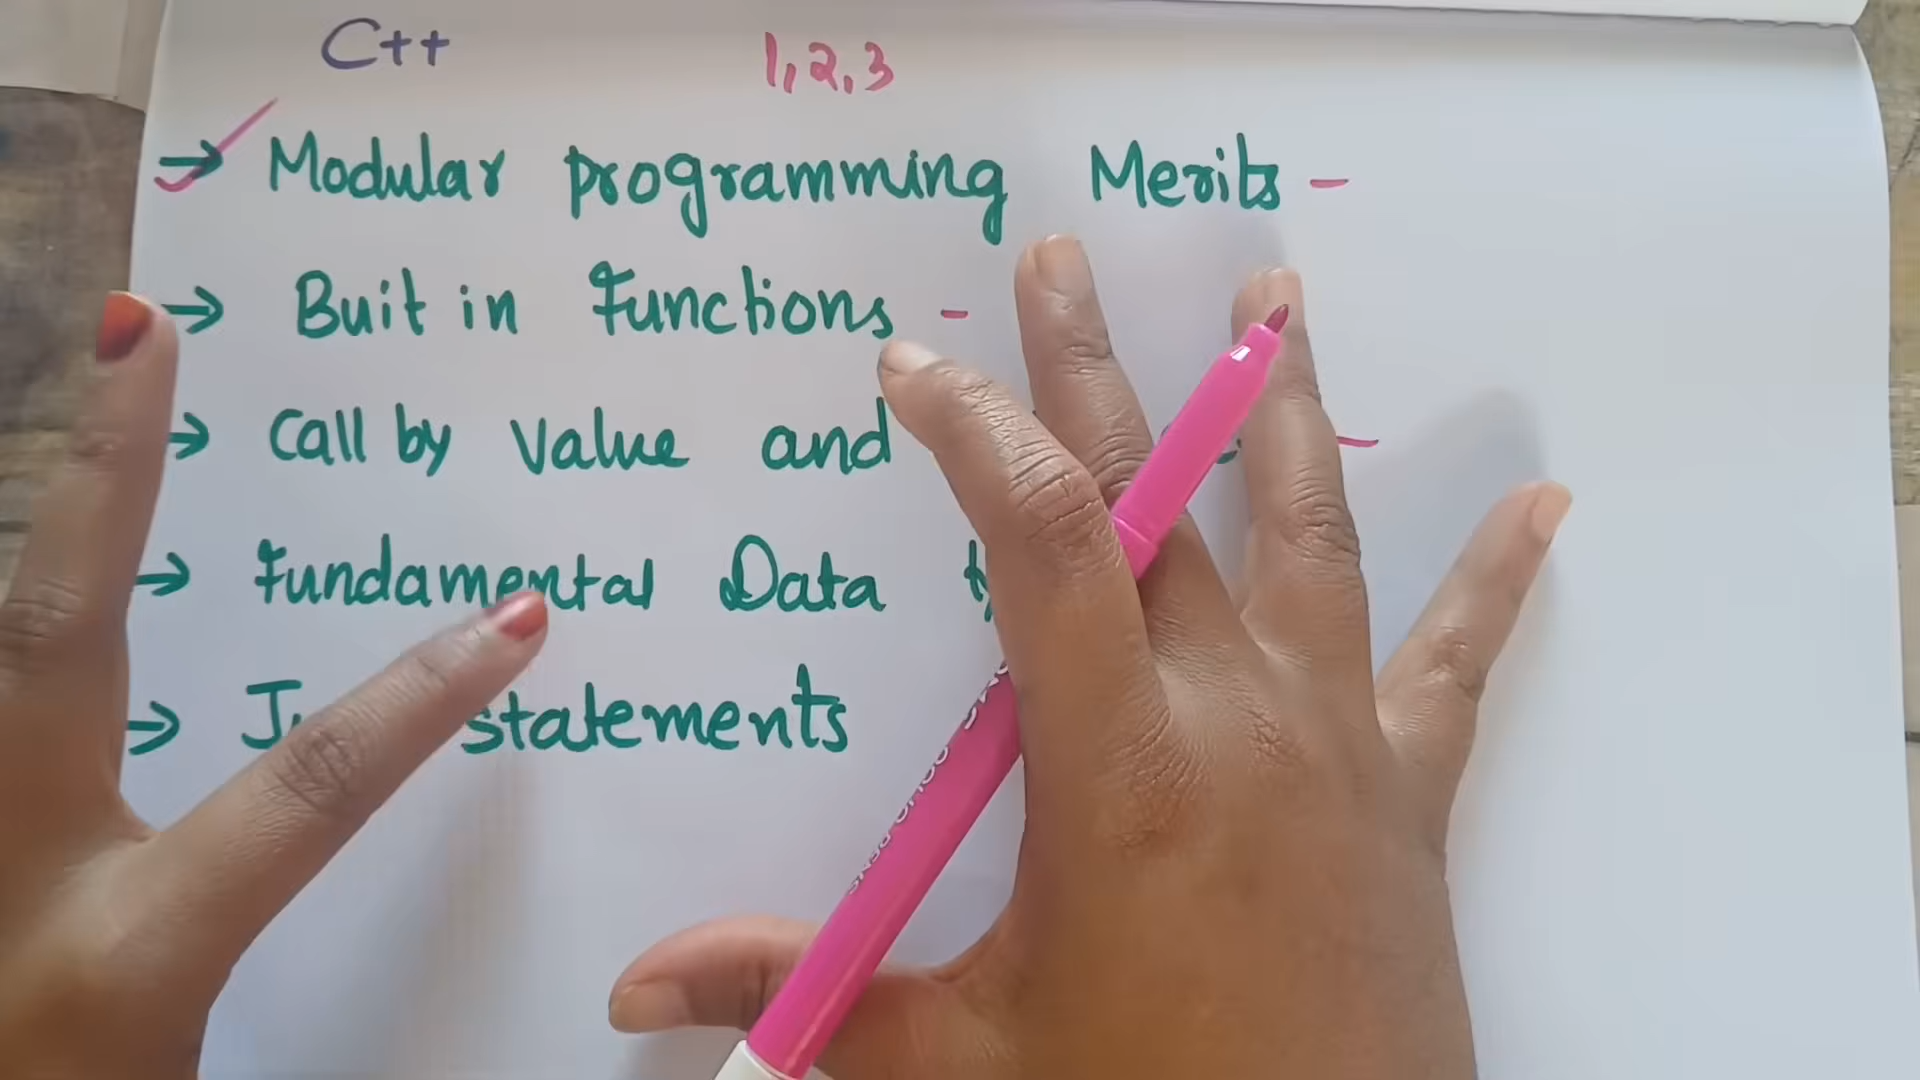 C++
1,2,3
→ Modular programming Merits -
→ Buit in Functions -
→ Call by Value and
→ Fundamental Data
→ statements